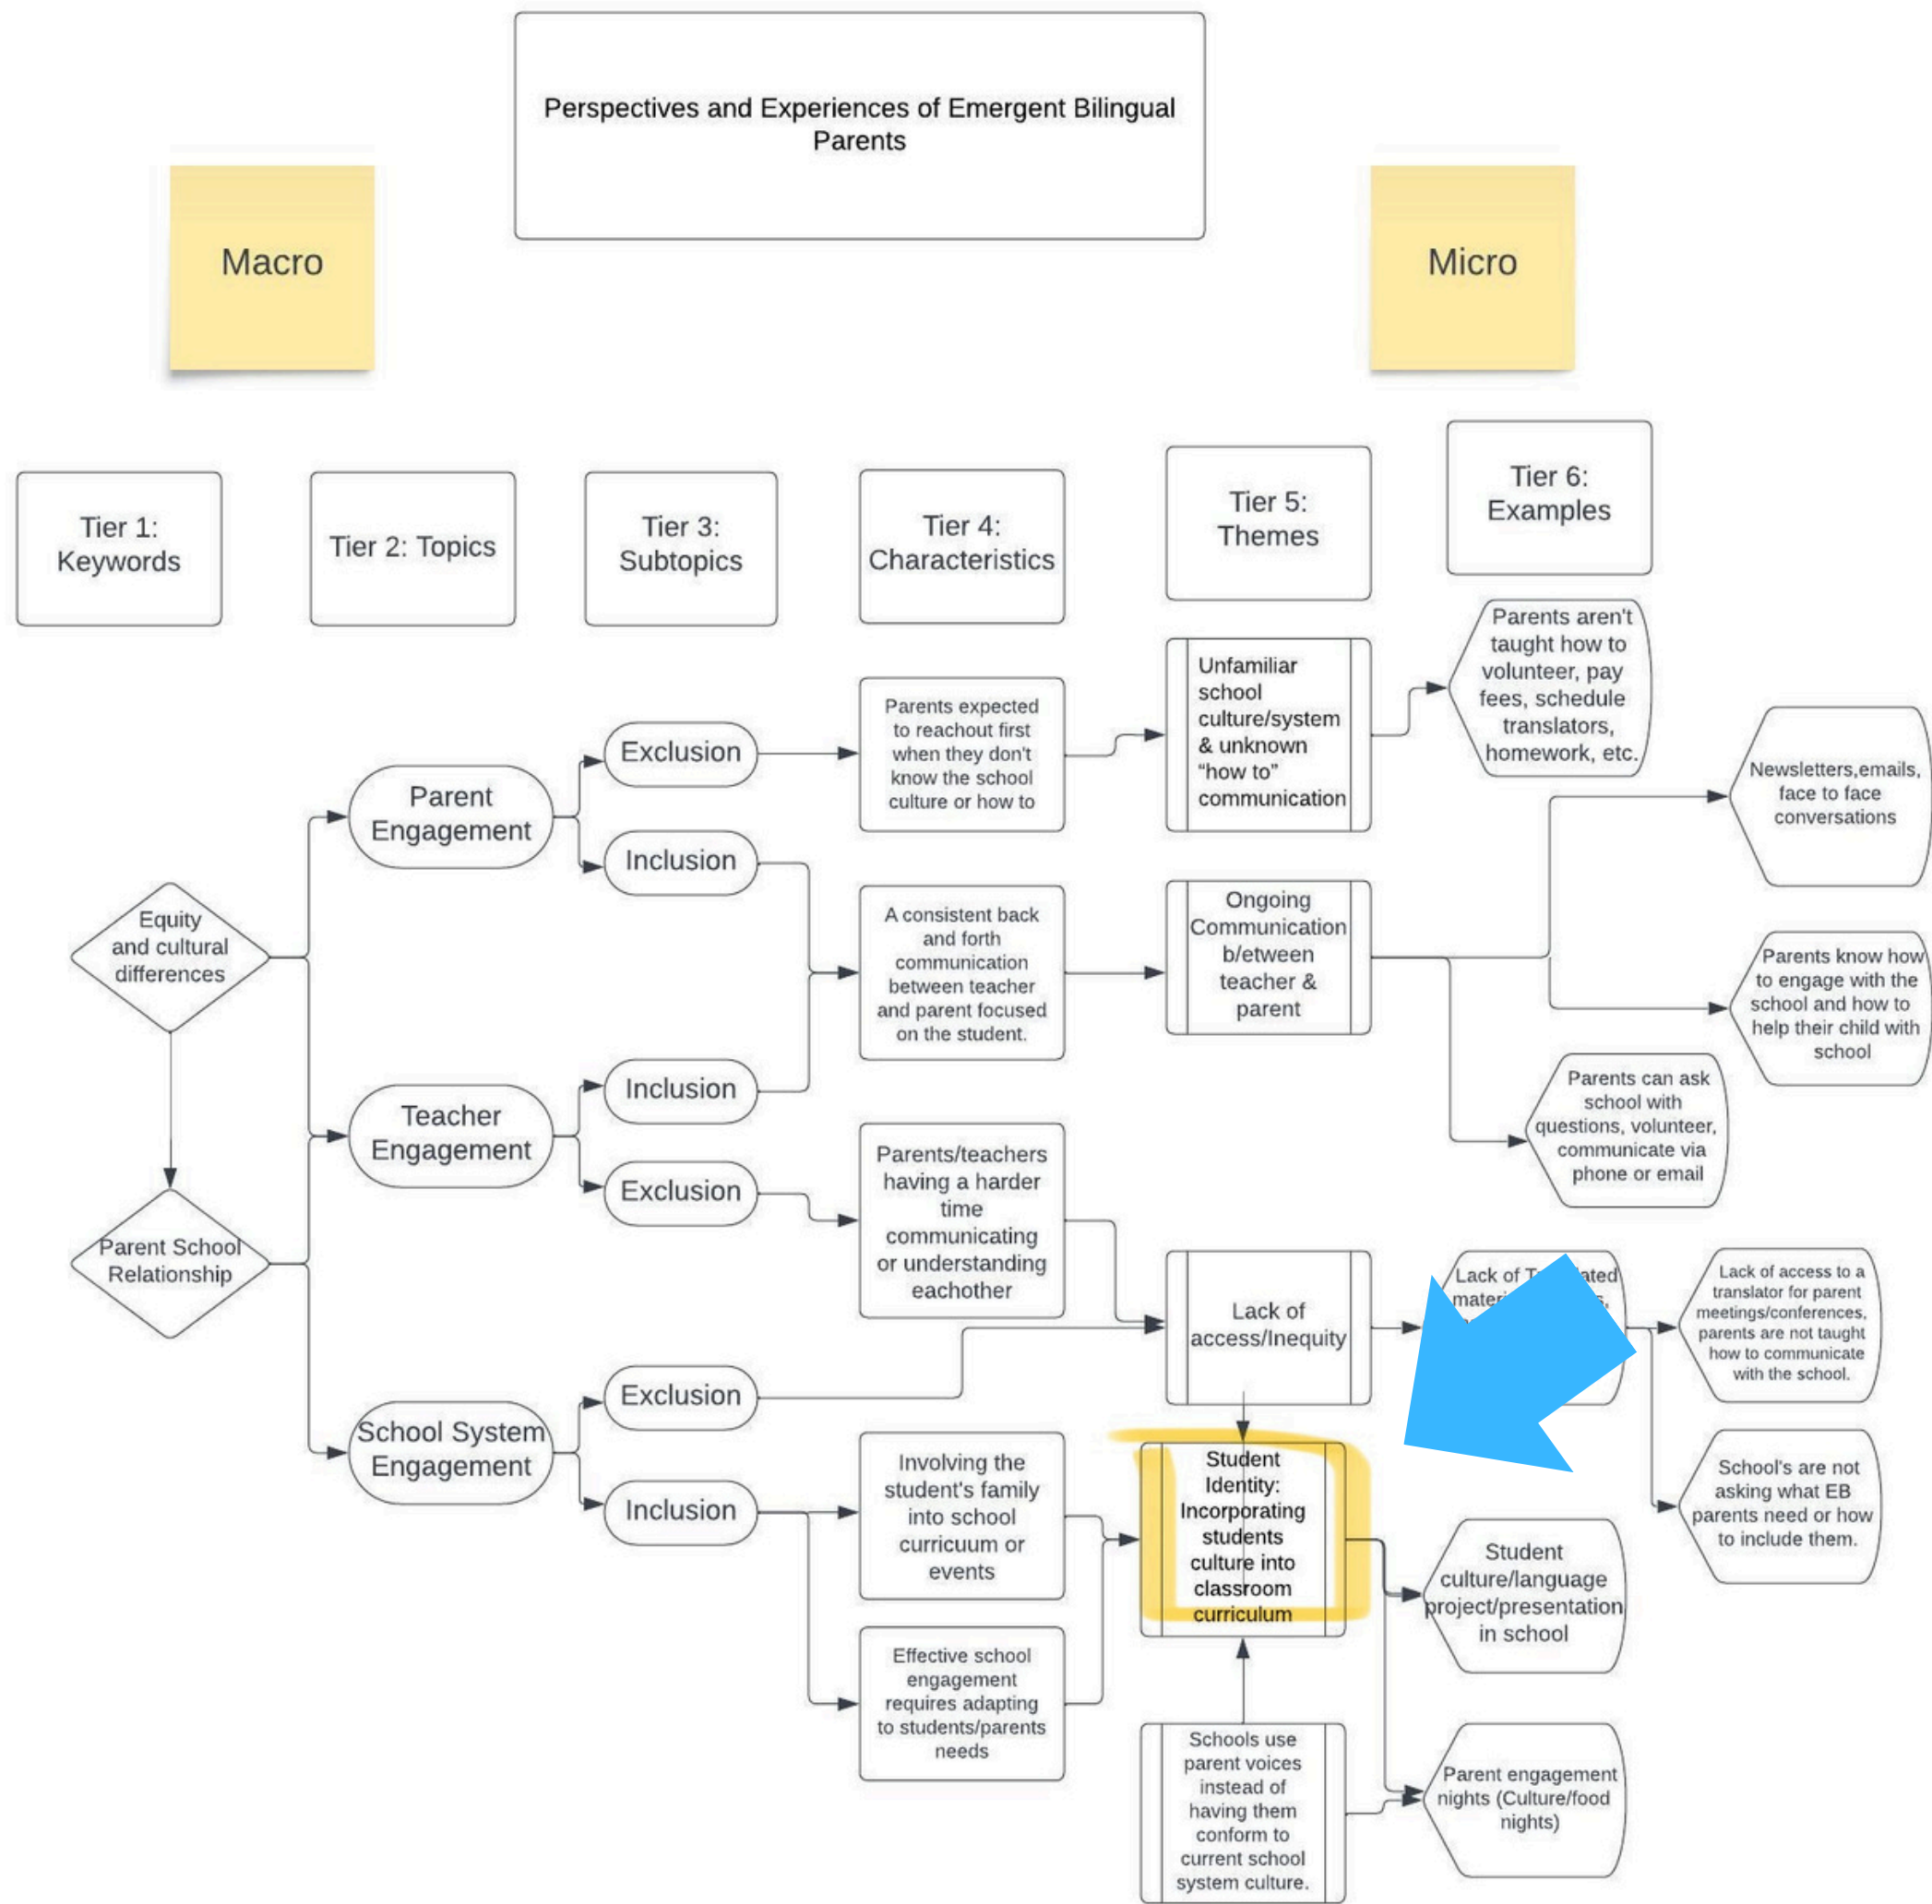 Perspectives and Experiences of Emergent Bilingual
Parents
Macro
Micro
Tier 1:
Keywords
Tier 2: Topics
Tier 3:
Subtopics
Tier 4:
Characteristics
Tier 5:
Themes
Tier 6:
Examples
Equity
and cultural
differences
Parent School
Relationship
Parent
Engagement
Teacher
Engagement
School System
Engagement
Exclusion
Inclusion
Inclusion
Exclusion
Exclusion
Inclusion
Parents expected
to reachout first
when they don't
know the school
culture or how to
A consistent back
and forth
communication
between teacher
and parent focused
on the student.
Parents/teachers
having a harder
time
communicating
or understanding
eachother
Involving the
student's family
into school
curricuum or
events
Effective school
engagement
requires adapting
to students/parents
needs
Unfamiliar
school
culture/system
& unknown
“how to”
communication
Ongoing
Communication
b/etween
teacher &
parent
Lack of
access/Inequity
Student
Identity:
Incorporating
students
culture into
classroom
curriculum
Schools use
parent voices
instead of
having them
conform to
current school
system culture.
Parents aren't
taught how to
volunteer, pay
fees, schedule
translators,
homework, etc.
Newsletters,emails,
face to face
conversations
Parents know how
to engage with the
school and how to
help their child with
school
Parents can ask
school with
questions, volunteer,
communicate via
phone or email
Lack of
Lack of access to a
translator for parent
meetings/conferences,
parents are not taught
how to communicate
with the school.
School's are not
asking what EB
parents need or how
to include them.
Student
culture/language
project/presentation
in school
Parent engagement
nights (Culture/food
nights)